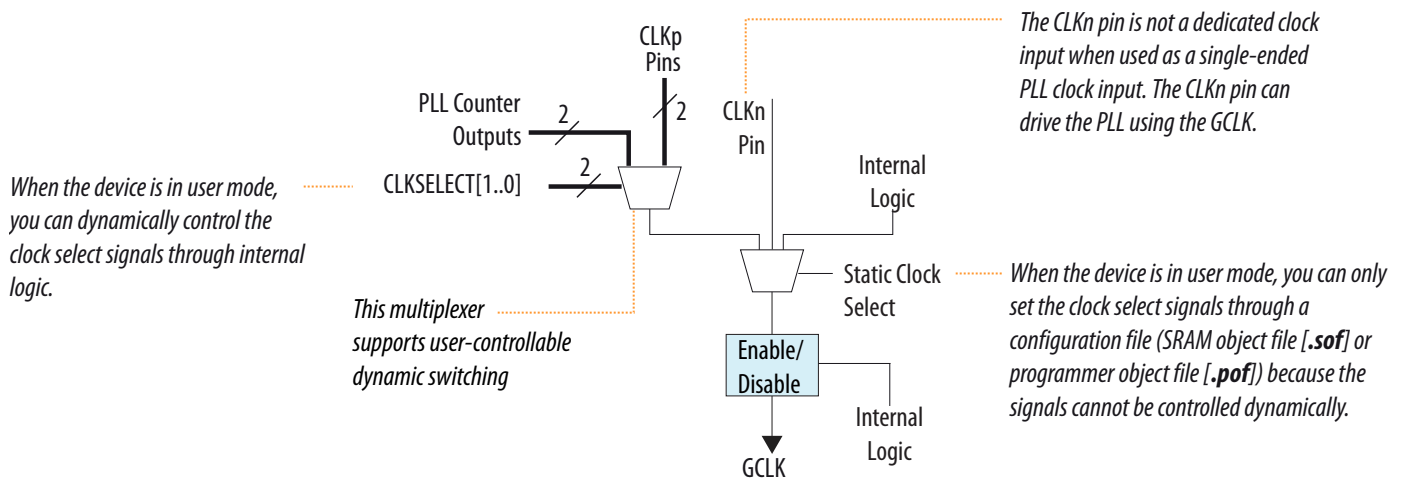 CLKp
Pins
2
PLL Counter
Outputs
2
CLKSELECT[1..0]
2
CLKn
Pin
The CLKn pin is not a dedicated clock
input when used as a single-ended
PLL clock input. The CLKn pin can
drive the PLL using the GCLK.
Internal
Logic
When the device is in user mode,
you can dynamically control the
clock select signals through internal
logic.
This multiplexer
supports user-controllable
dynamic switching
Static Clock
Select
When the device is in user mode, you can only
set the clock select signals through a
configuration file (SRAM object file [.sof] or
programmer object file [.pof]) because the
signals cannot be controlled dynamically.
Enable/
Disable
Internal
Logic
GCLK